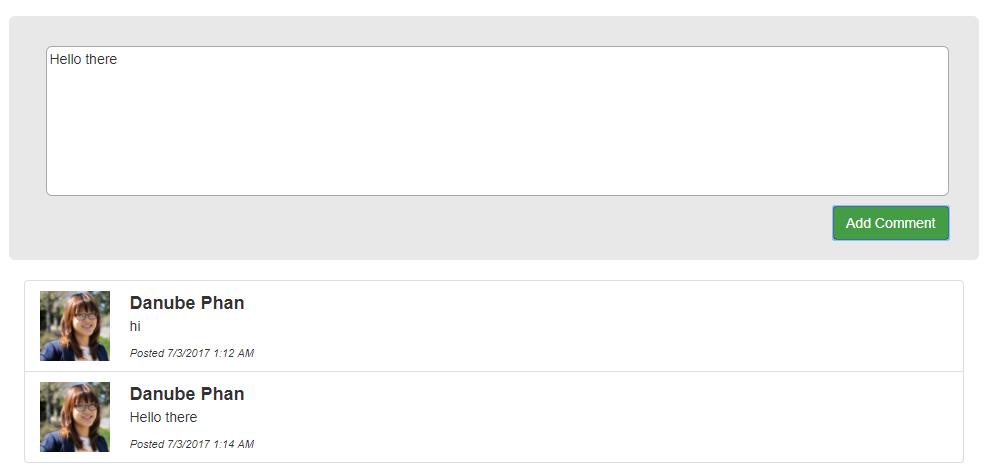 Hello there
Add Comment
Danube Phan
hi
Posted 7/3/2017 1:12 AM
Danube Phan
Hello there
Posted 7/3/2017 1:14 AM